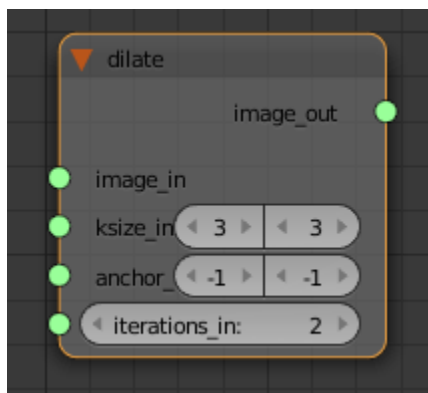 dilate
image_out
image_in
ksize_in 3 3
anchor_ -1 -1
iterations_in: 2